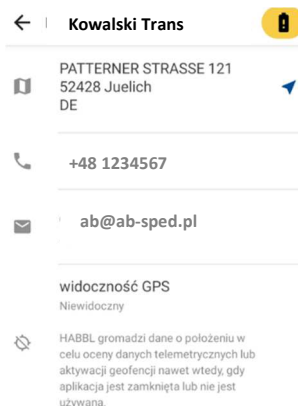 Kowalski Trans
PATTERNER STRASSE 121
52428 Juelich
DE
+48 1234567
ab@ab-sped.pl
widoczność GPS
Niewidoczny
HABBL gromadzi dane o położeniu w
celu oceny danych telemetrycznych lub
aktywacji geofencji nawet wtedy, gdy
aplikacja jest zamknięta lub nie jest
używana.